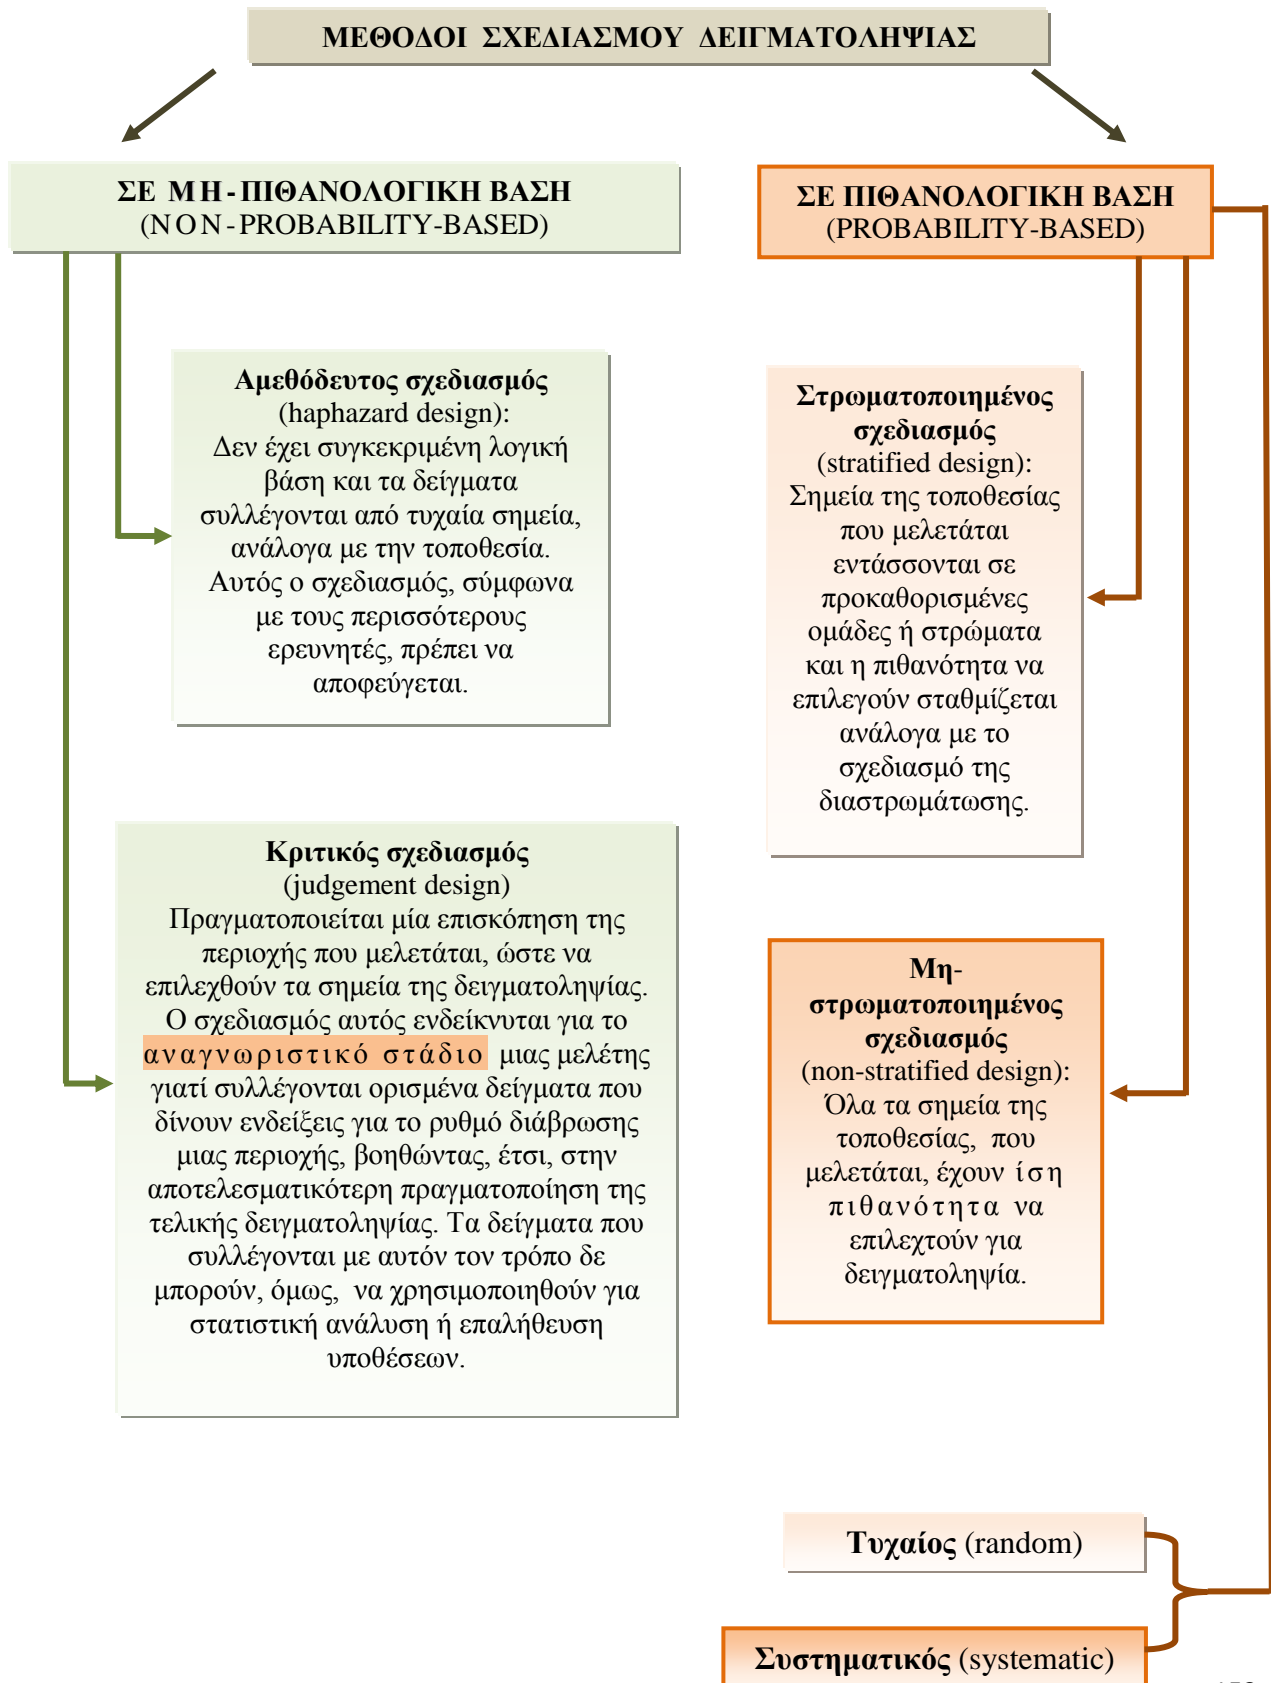 ΜΕΘΟΔΟΙ ΣΧΕΔΙΑΣΜΟΥ ΔΕΙΓΜΑΤΟΛΗΨΙΑΣ
ΣΕ ΜΗ-ΠΙΘΑΝΟΛΟΓΙΚΗ ΒΑΣΗ
(NON-PROBABILITY-BASED)
ΣΕ ΠΙΘΑΝΟΛΟΓΙΚΗ ΒΑΣΗ
(PROBABILITY-BASED)
Αμεθόδευτος σχεδιασμός
(haphazard design):
Δεν έχει συγκεκριμένη λογική
βάση και τα δείγματα
συλλέγονται από τυχαία σημεία,
ανάλογα με την τοποθεσία.
Αυτός ο σχεδιασμός, σύμφωνα
με τους περισσότερους
ερευνητές, πρέπει να
αποφεύγεται.
Στρωματοποιημένος
σχεδιασμός
(stratified design):
Σημεία της τοποθεσίας
που μελετάται
εντάσσονται σε
προκαθορισμένες
ομάδες ή στρώματα
και η πιθανότητα να
επιλεγούν σταθμίζεται
ανάλογα με το
σχεδιασμό της
διαστρωμάτωσης.
Κριτικός σχεδιασμός
(judgement design)
Πραγματοποιείται μία επισκόπηση της
περιοχής που μελετάται, ώστε να
επιλεχθούν τα σημεία της δειγματοληψίας.
Ο σχεδιασμός αυτός ενδείκνυται για το
αναγνωριστικό στάδιο μιας μελέτης
γιατί συλλέγονται ορισμένα δείγματα που
δίνουν ενδείξεις για το ρυθμό διάβρωσης
μιας περιοχής, βοηθώντας, έτσι, στην
αποτελεσματικότερη πραγματοποίηση της
τελικής δειγματοληψίας. Τα δείγματα που
συλλέγονται με αυτόν τον τρόπο δε
μπορούν, όμως, να χρησιμοποιηθούν για
στατιστική ανάλυση ή επαλήθευση
υποθέσεων.
Μη-
στρωματοποιημένος
σχεδιασμός
(non-stratified design):
Όλα τα σημεία της
τοποθεσίας, που
μελετάται, έχουν ίση
πιθανότητα να
επιλεχτούν για
δειγματοληψία.
Τυχαίος (random)
Συστηματικός (systematic)